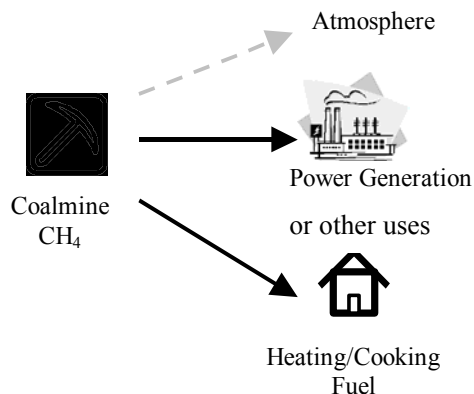 Atmosphere
Coalmine
CH₄
Power Generation
or other uses
Heating/Cooking
Fuel